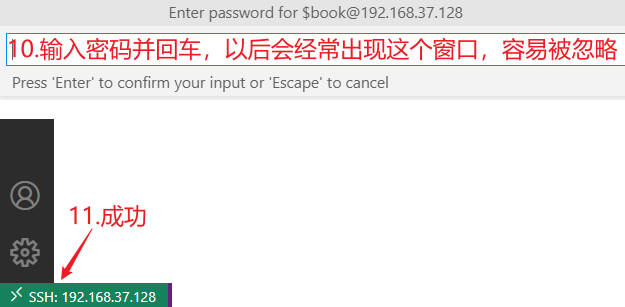 Enter password for $book@192.168.37.128
10.输入密码并回车，以后会经常出现这个窗口，容易被忽略
Press 'Enter' to confirm your input or 'Escape' to cancel
11.成功
SSH: 192.168.37.128